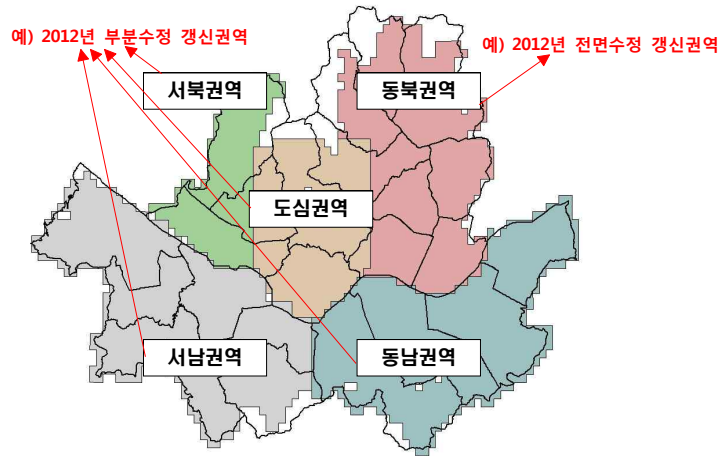 예) 2012년 부분수정 갱신권역
예) 2012년 전면수정 갱신권역
서북권역
동북권역
도심권역
서남권역
동남권역